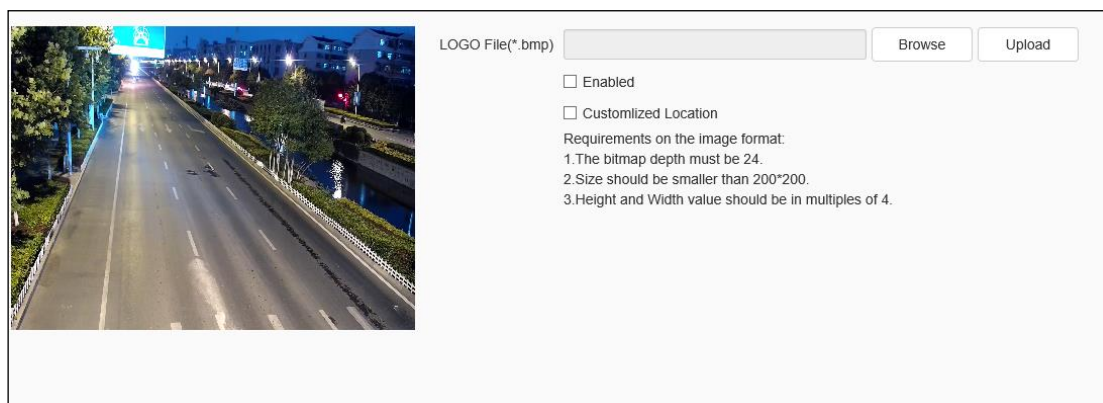 LOGO File(*.bmp)
Browse
Upload
Enabled
Customlized Location
Requirements on the image format:
1.The bitmap depth must be 24.
2.Size should be smaller than 200*200.
3.Height and Width value should be in multiples of 4.